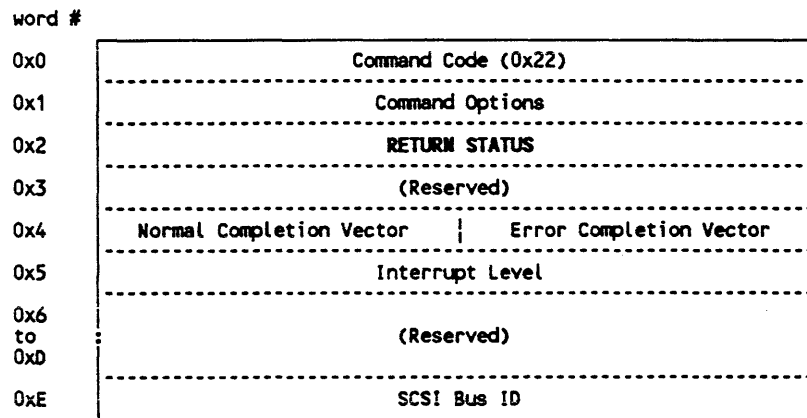 word #
0x0 Command Code (0x22)
0x1 Command Options
0x2 RETURN STATUS
0x3 (Reserved)
0x4 Normal Completion Vector Error Completion Vector
0x5 Interrupt Level
0x6
to (Reserved)
0xD
0xE SCSI Bus ID